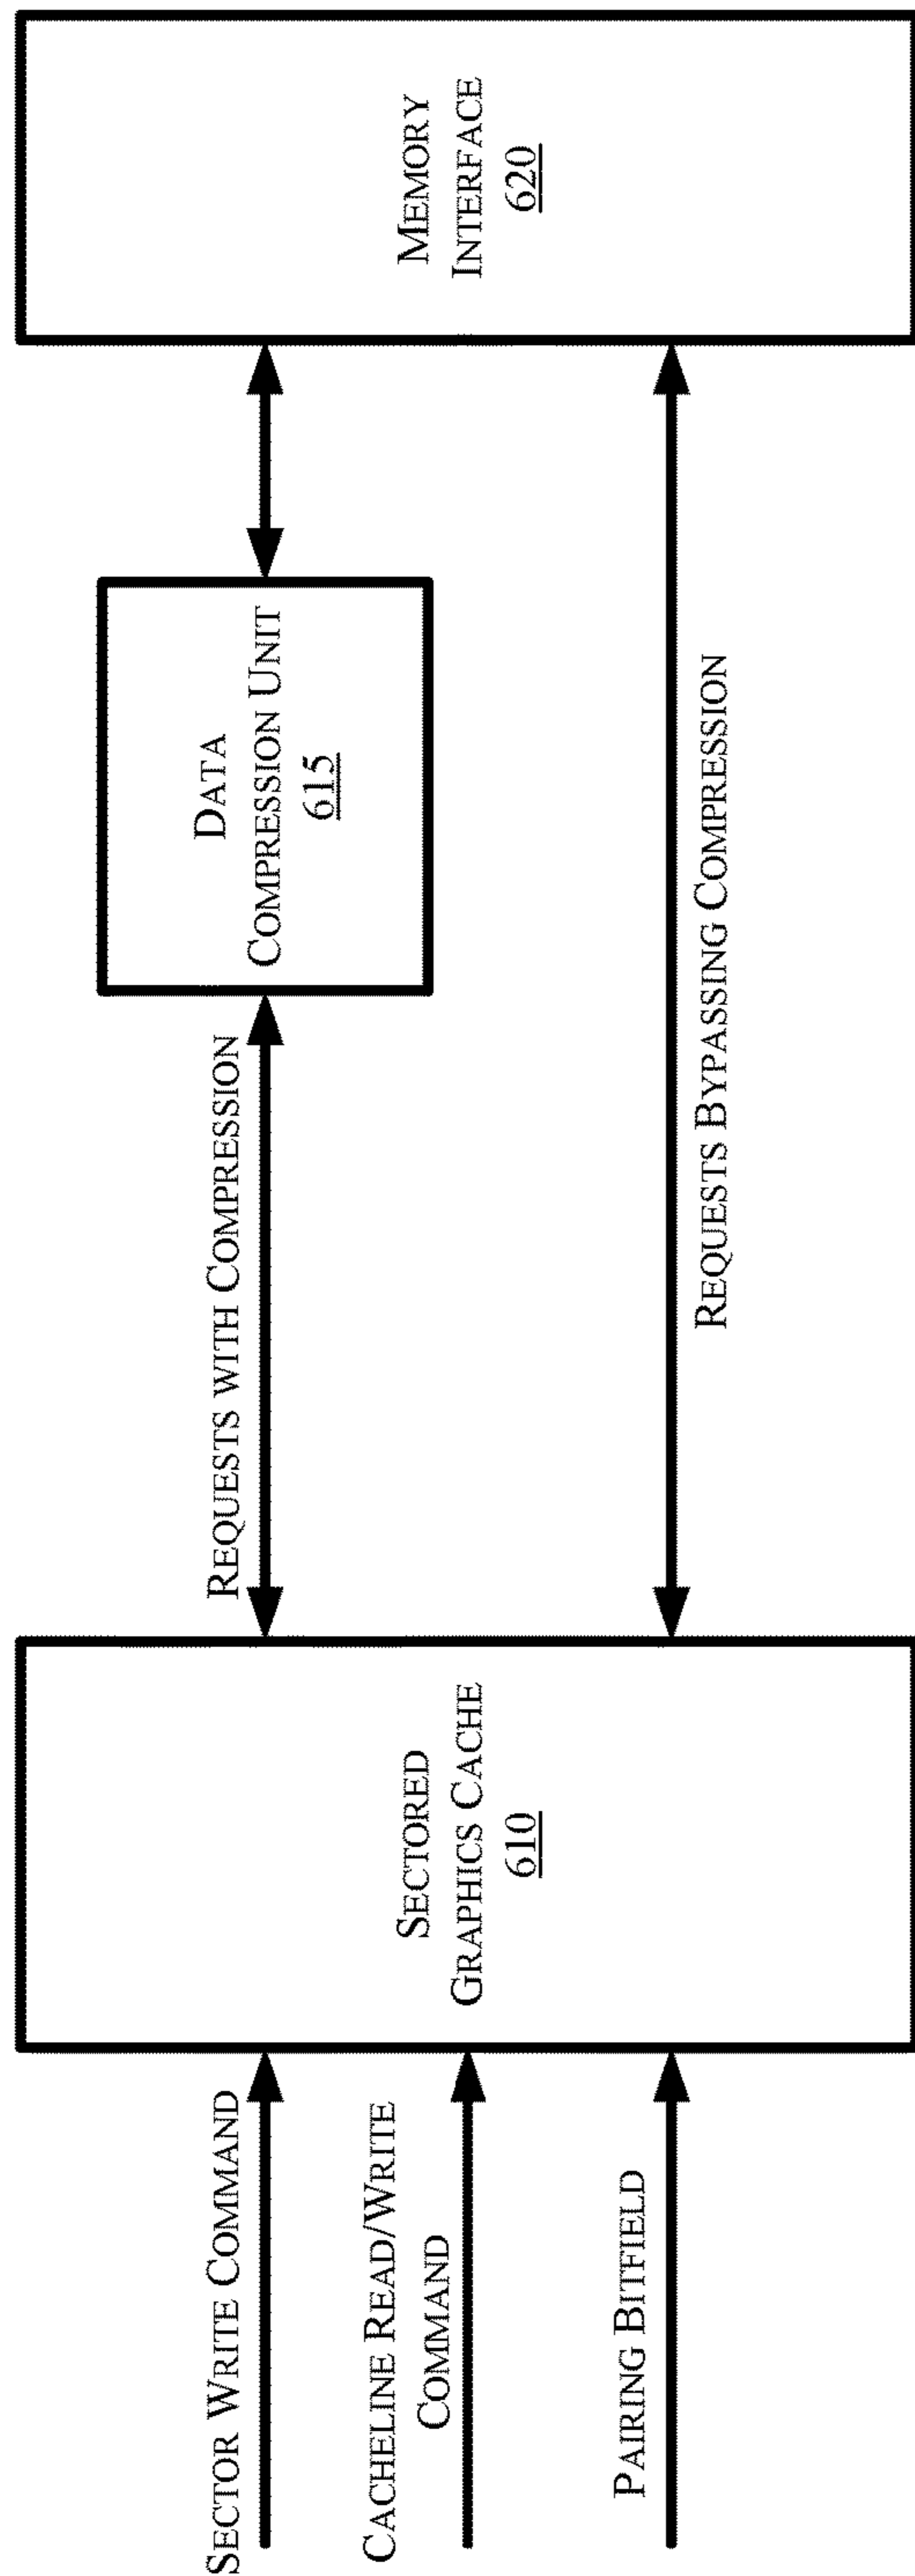 SECTOR WRITE COMMAND
CACHELINE READ/WRITE
COMMAND
PAIRING BITFIELD
SECTORED
GRAPHICS CACHE
610
REQUESTS WITH COMPRESSION
REQUESTS BYPASSING COMPRESSION
DATA
COMPRESSION UNIT
615
MEMORY
INTERFACE
620